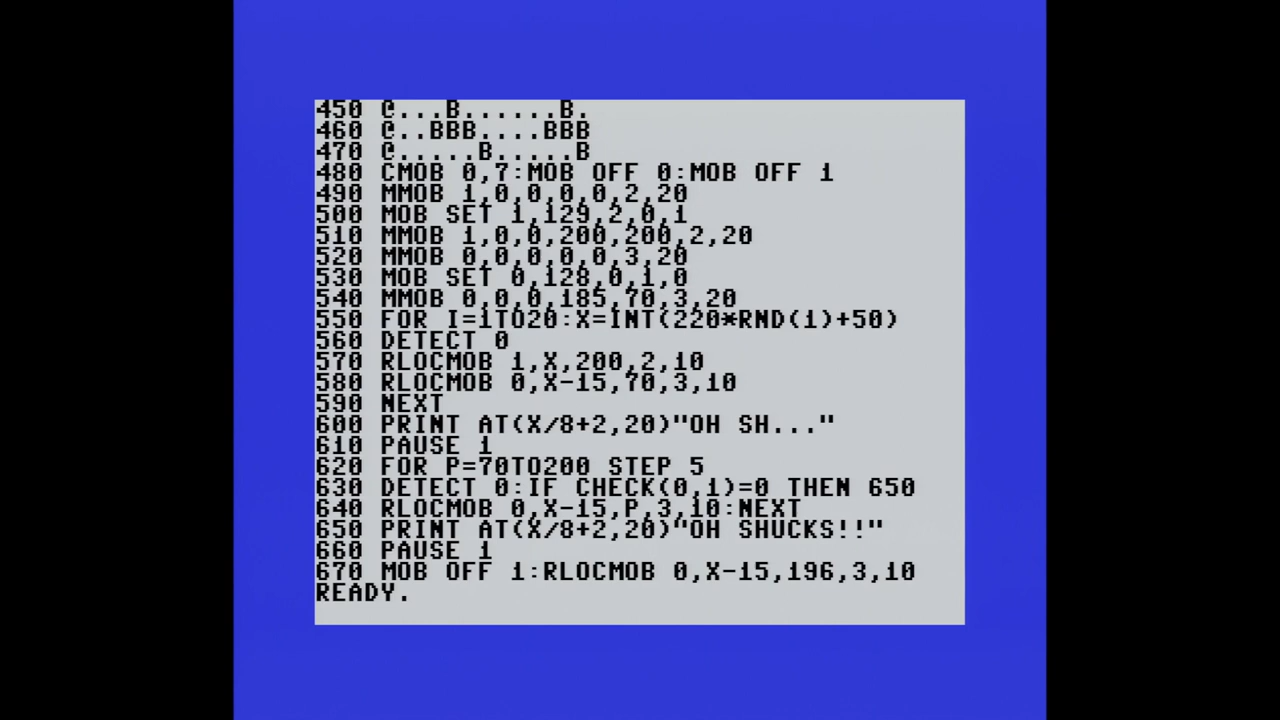 450 @...B......B.
460 @..BBB....BBB
470 @.....B.....B
480 CMOB 0,7:MOB OFF 0:MOB OFF 1
490 MMOB 1,0,0,0,0,2,20
500 MOB SET 1,129,2,0,1
510 MMOB 1,0,0,200,200,2,20
520 MMOB 0,0,0,0,0,3,20
530 MOB SET 0,128,0,1,0
540 MMOB 0,0,0,185,70,3,20
550 FOR I=1TO20:X=INT(220*RND(1)+50)
560 DETECT 0
570 RLOCMOB 1,X,200,2,10
580 RLOCMOB 0,X-15,70,3,10
590 NEXT
600 PRINT AT(X/8+2,20)"OH SH..."
610 PAUSE 1
620 FOR P=70TO200 STEP 5
630 DETECT 0:IF CHECK(0,1)=0 THEN 650
640 RLOCMOB 0,X-15,P,3,10:NEXT
650 PRINT AT(X/8+2,20)"OH SHUCKS!!"
660 PAUSE 1
670 MOB OFF 1:RLOCMOB 0,X-15,196,3,10
READY.